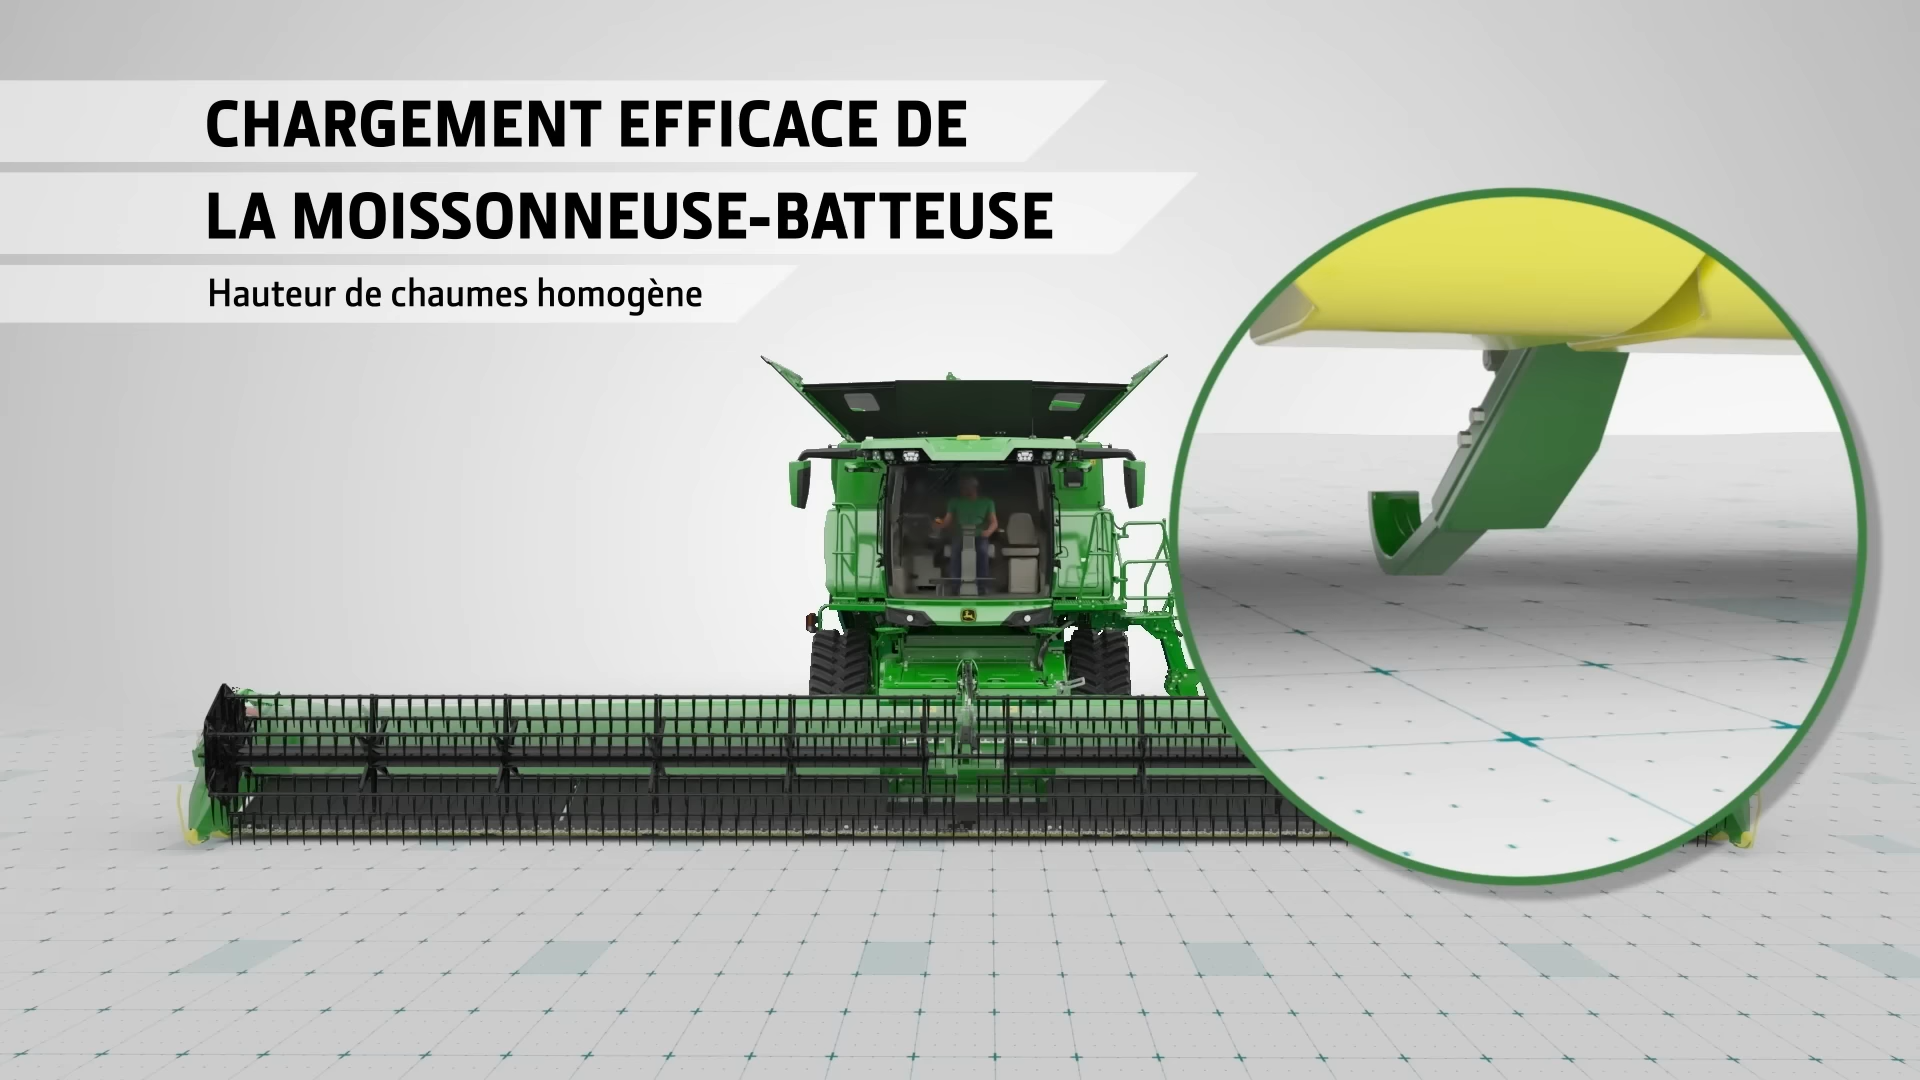 CHARGEMENT EFFICACE DE
LA MOISSONNEUSE-BATTEUSE
Hauteur de chaumes homogène